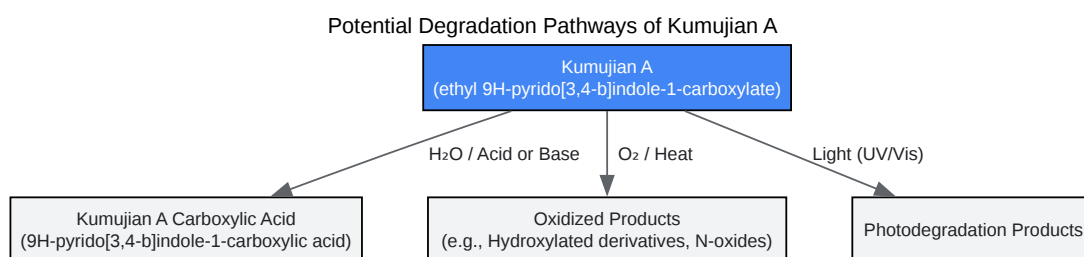 Potential Degradation Pathways of Kumujian A
Kumujian A
(ethyl 9H-pyrido[3,4-b]indole-1-carboxylate)
H₂O / Acid or Base
O₂ / Heat
Light (UV/Vis)
Kumujian A Carboxylic Acid
(9H-pyrido[3,4-b]indole-1-carboxylic acid)
Oxidized Products
(e.g., Hydroxylated derivatives, N-oxides)
Photodegradation Products